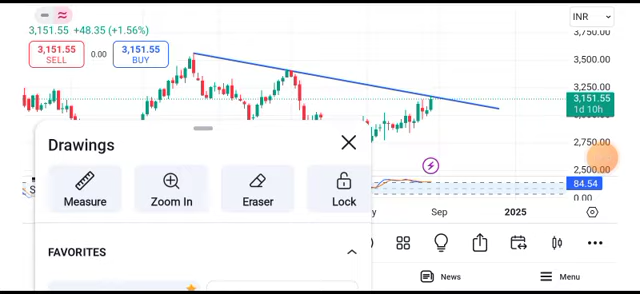 INR
3,151.55 +48.35 (+1.56%)
3,151.55 SELL
0.00
3,151.55 BUY
3,750.00
3,500.00
3,250.00
3,151.55
1d 10h
2,750.00
2,500.00
84.54
0.00
Sep
2025
Drawings
Measure
Zoom In
Eraser
Lock
FAVORITES
News
Menu